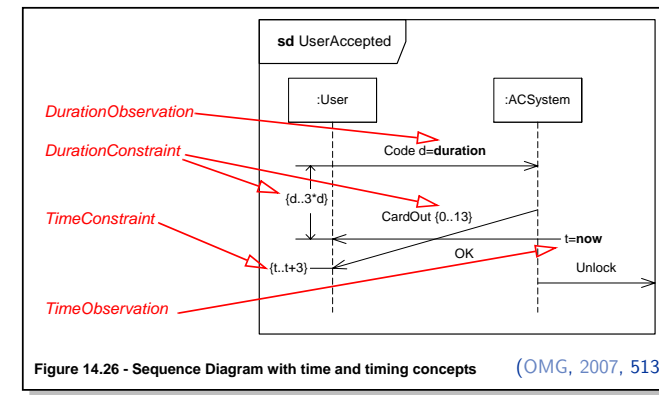 sd UserAccepted
:User
:ACSystem
DurationObservation
Code d=duration
DurationConstraint
{d..3*d}
CardOut {0..13}
TimeConstraint
t=now
OK
{t..t+3}
Unlock
TimeObservation
Figure 14.26 - Sequence Diagram with time and timing concepts
(OMG, 2007, 513